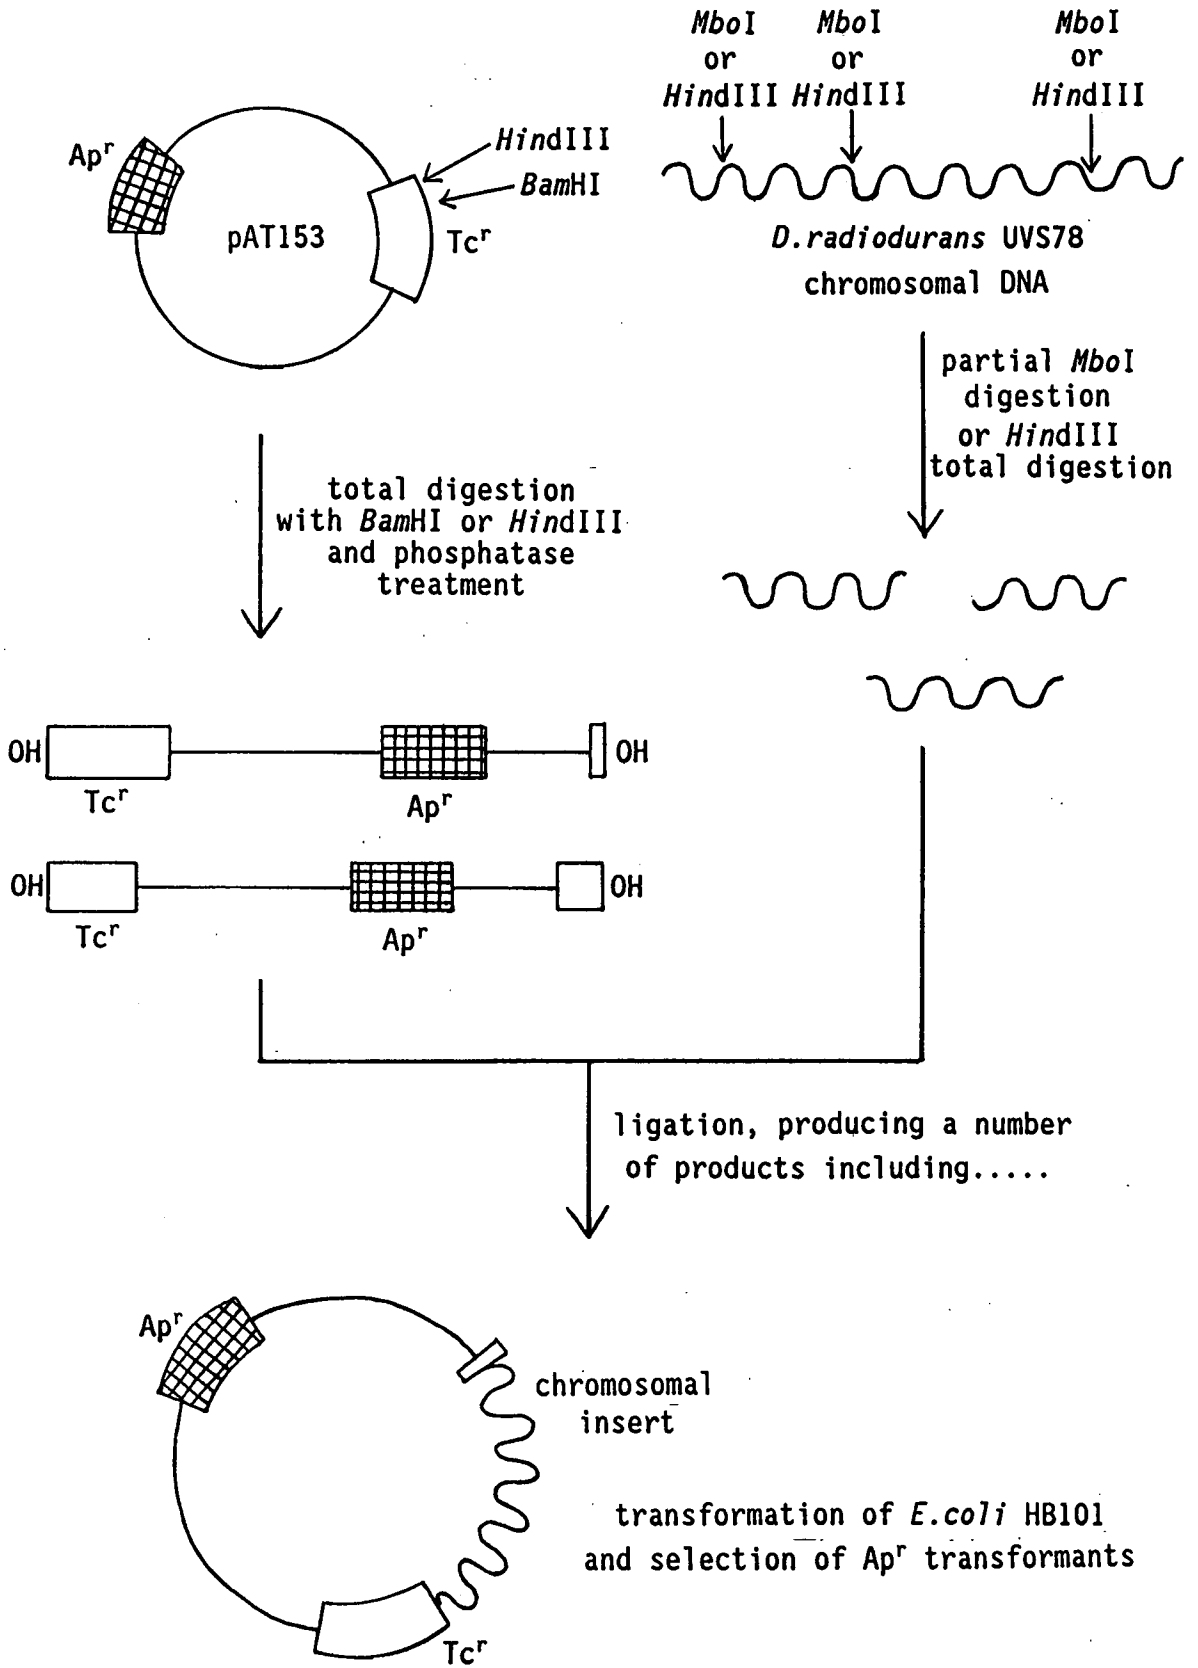 MboI MboI MboI
or or or
HindIII HindIII HindIII
Apʳ
HindIII
BamHI
pAT153
Tcʳ
D.radiodurans UVS78
chromosomal DNA
partial MboI
digestion
or HindIII
total digestion
total digestion
with BamHI or HindIII
and phosphatase
treatment
OH OH
Tcʳ Apʳ
OH OH
Tcʳ Apʳ
ligation, producing a number
of products including.....
Apʳ
chromosomal
insert
transformation of E.coli HB101
and selection of Apʳ transformants
Tcʳ